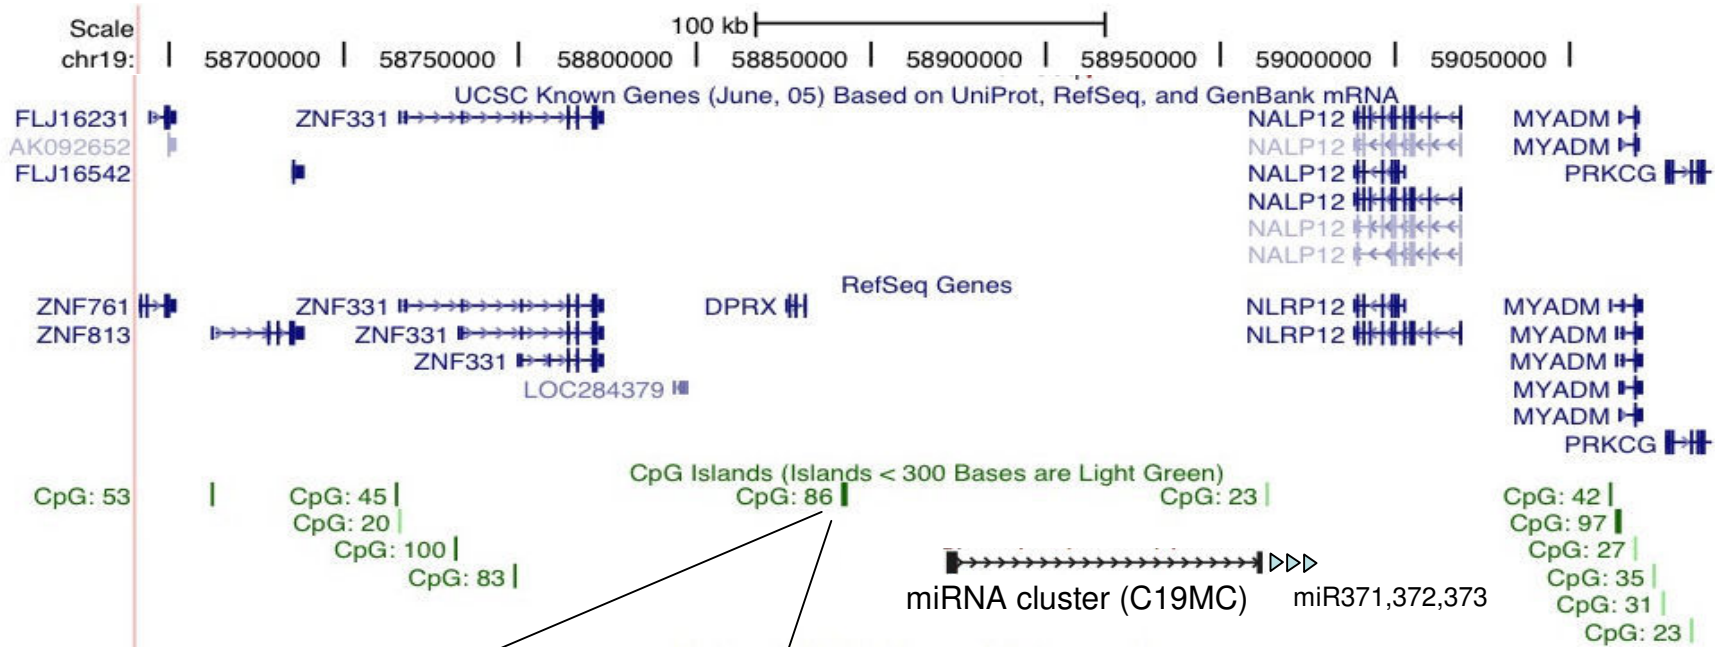 Scale 100 kb
chr19: 58700000 58750000 58800000 58850000 58900000 58950000 59000000 59050000
UCSC Known Genes (June, 05) Based on UniProt, RefSeq, and GenBank mRNA
FLJ16231 ZNF331 NALP12 MYADM
AK092652 NALP12 MYADM
FLJ16542 NALP12 PRKCG
NALP12
NALP12
NALP12
RefSeq Genes
ZNF761 ZNF331 DPRX NLRP12 MYADM
ZNF813 ZNF331 NLRP12 MYADM
ZNF331 MYADM
LOC284379 MYADM
MYADM
PRKCG
CpG Islands (Islands < 300 Bases are Light Green)
CpG: 53 CpG: 45 CpG: 86 CpG: 23 CpG: 42
CpG: 20 CpG: 97
CpG: 100 CpG: 27
CpG: 83 CpG: 35
miRNA cluster (C19MC) miR371,372,373 CpG: 31
CpG: 23